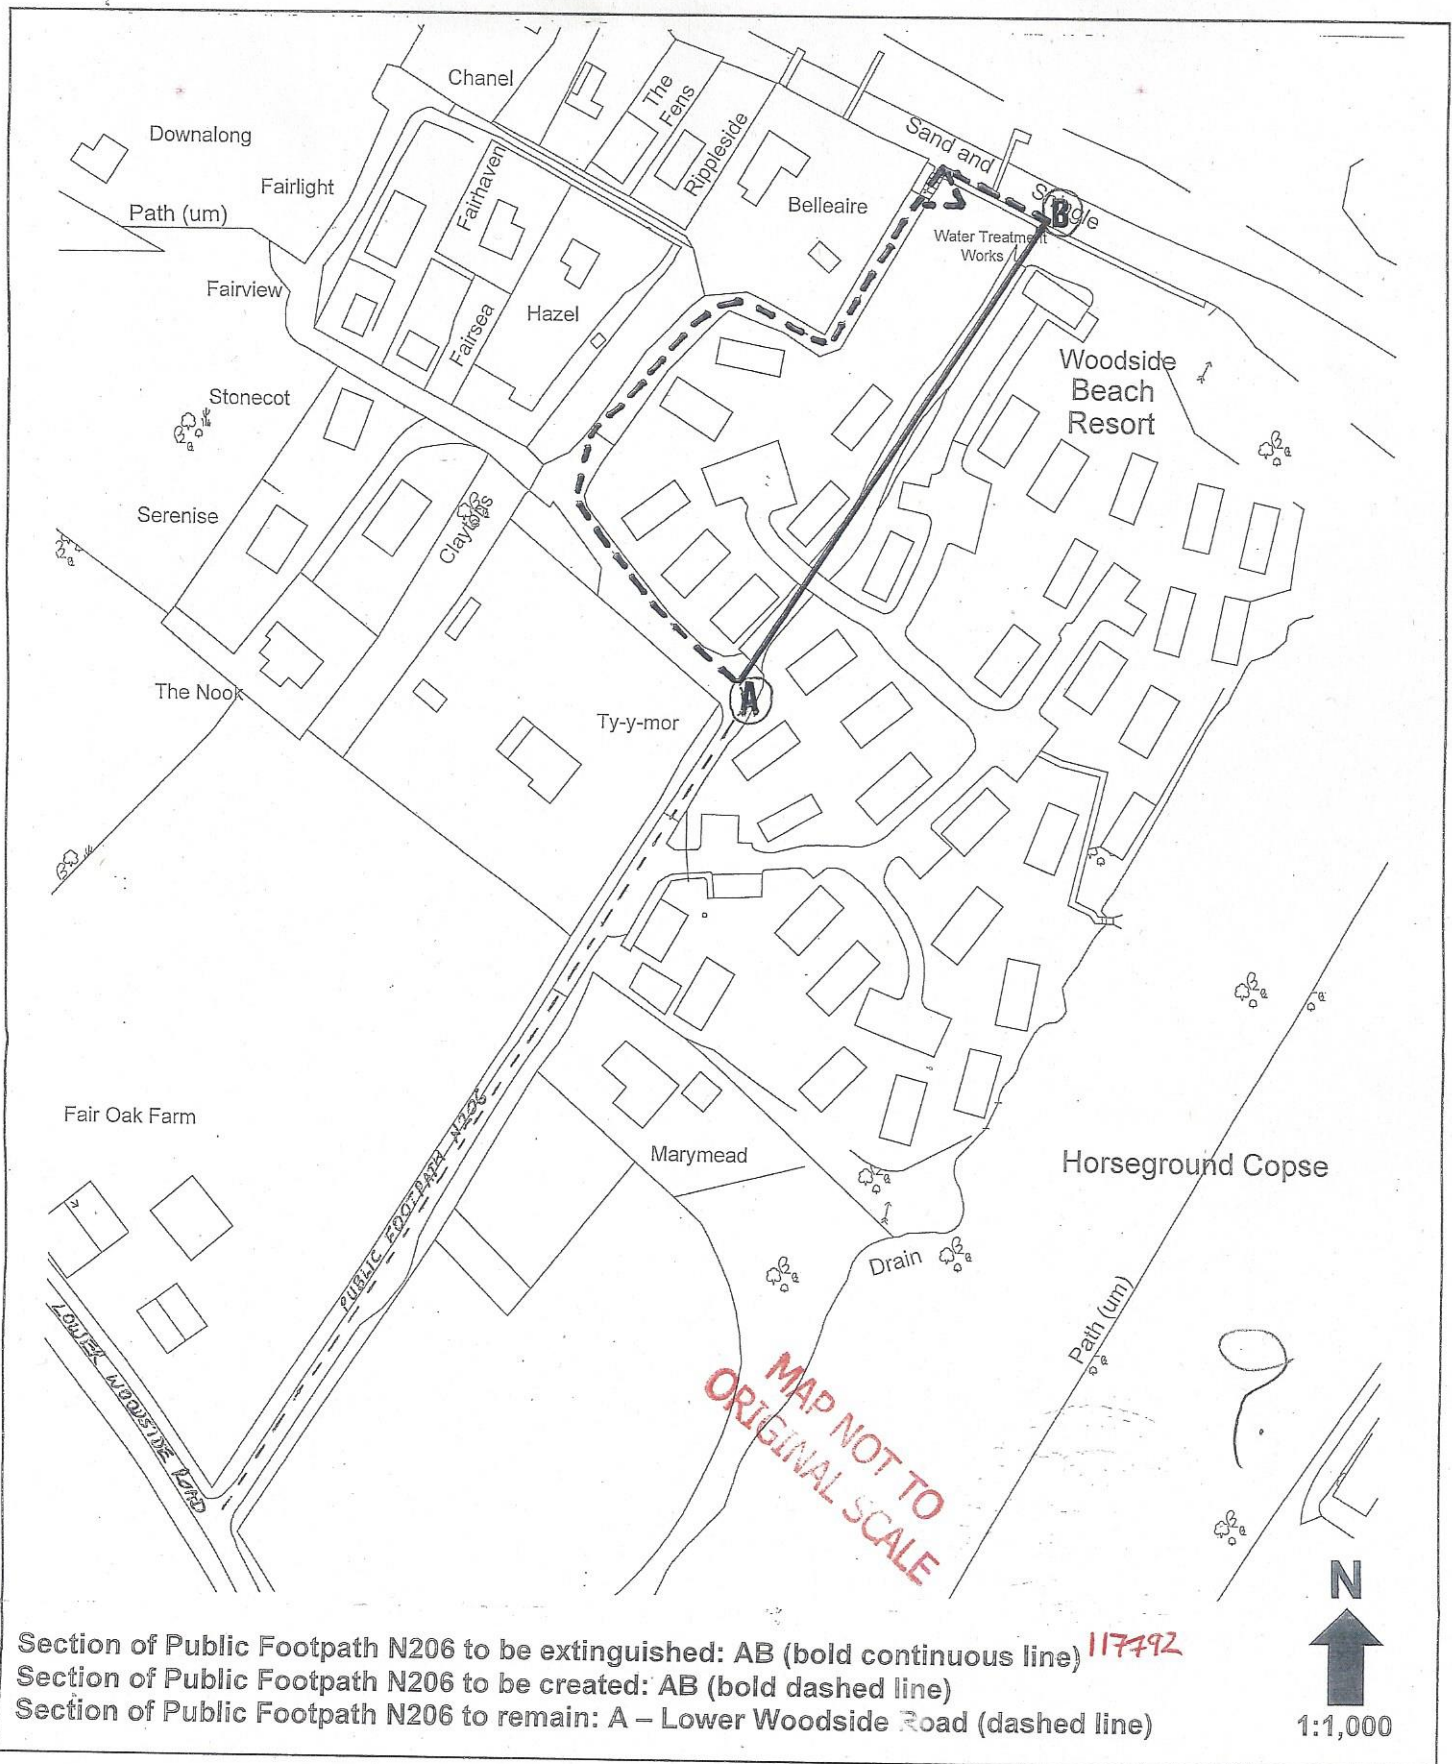 Chanel
The
Fens
Rippleside
Downalong
Sand and
Shingle
B
Fairlight
Fairhaven
Belleaire
Path (um)
Water Treatment
Works
Fairview
Hazel
Fairsea
Woodside
Beach
Resort
Stonecot
Serenise
Claytons
The Nook
A
Ty-y-mor
PUBLIC FOOTPATH N206
Fair Oak Farm
Marymead
Horseground Copse
Drain
Path (um)
LOWER WOODSIDE ROAD
MAP NOT TO
ORIGINAL SCALE
N
1:1,000
Section of Public Footpath N206 to be extinguished: AB (bold continuous line) 117792
Section of Public Footpath N206 to be created: AB (bold dashed line)
Section of Public Footpath N206 to remain: A – Lower Woodside Road (dashed line)